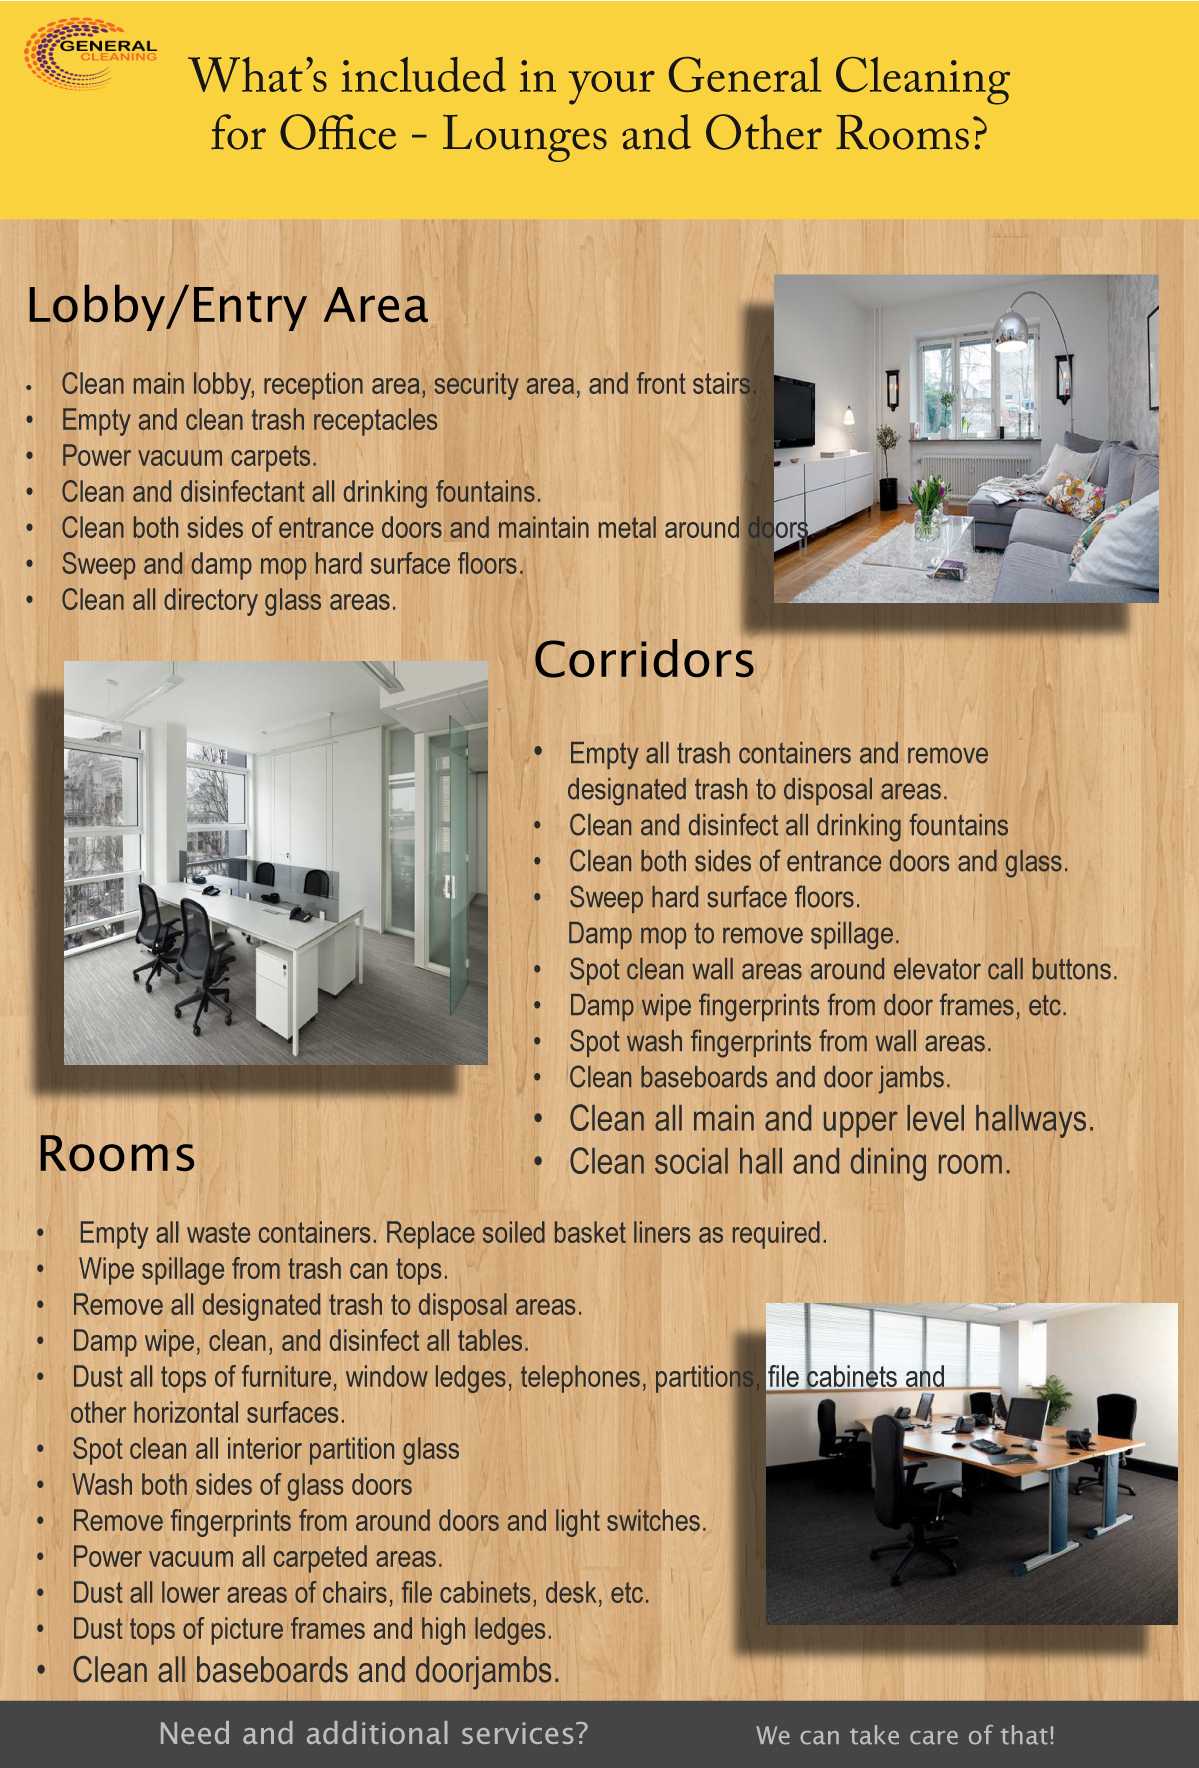 GENERAL
CLEANING
What's included in your General Cleaning
for Office - Lounges and Other Rooms?
Lobby/Entry Area
• Clean main lobby, reception area, security area, and front stairs.
• Empty and clean trash receptacles
• Power vacuum carpets.
• Clean and disinfectant all drinking fountains.
• Clean both sides of entrance doors and maintain metal around doors.
• Sweep and damp mop hard surface floors.
• Clean all directory glass areas.
Corridors
• Empty all trash containers and remove
designated trash to disposal areas.
• Clean and disinfect all drinking fountains
• Clean both sides of entrance doors and glass.
• Sweep hard surface floors.
Damp mop to remove spillage.
• Spot clean wall areas around elevator call buttons.
• Damp wipe fingerprints from door frames, etc.
• Spot wash fingerprints from wall areas.
• Clean baseboards and door jambs.
• Clean all main and upper level hallways.
• Clean social hall and dining room.
Rooms
• Empty all waste containers. Replace soiled basket liners as required.
• Wipe spillage from trash can tops.
• Remove all designated trash to disposal areas.
• Damp wipe, clean, and disinfect all tables.
• Dust all tops of furniture, window ledges, telephones, partitions, file cabinets and
other horizontal surfaces.
• Spot clean all interior partition glass
• Wash both sides of glass doors
• Remove fingerprints from around doors and light switches.
• Power vacuum all carpeted areas.
• Dust all lower areas of chairs, file cabinets, desk, etc.
• Dust tops of picture frames and high ledges.
• Clean all baseboards and doorjambs.
Need and additional services?
We can take care of that!